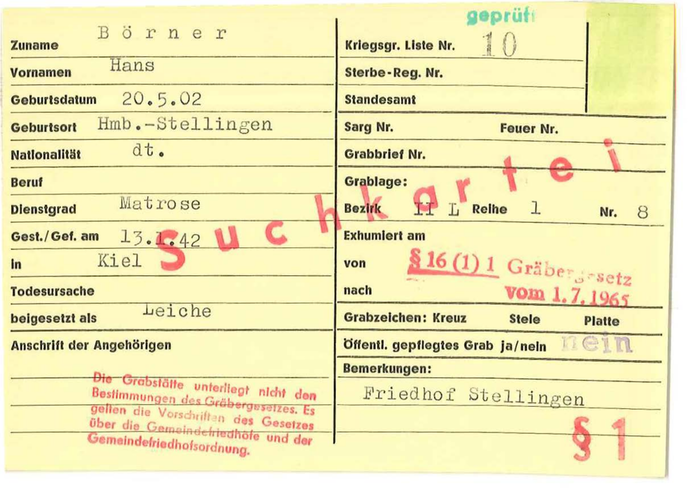 geprüft
Zuname B ö r n e r
Vornamen Hans
Geburtsdatum 20.5.02
Geburtsort Hmb.-Stellingen
Nationalität dt.
Beruf
Dienstgrad Matrose
Gest./Gef. am 13.1.42
in Kiel
Todesursache
beigesetzt als Leiche
Anschrift der Angehörigen
Die Grabstätte unterliegt nicht den
Bestimmungen des Gräbergesetzes. Es
gelten die Vorschriften des Gesetzes
über die Gemeindefriedhöfe und der
Gemeindefriedhofsordnung.
Suchkartei
Kriegsgr. Liste Nr. 10
Sterbe-Reg. Nr.
Standesamt
Sarg Nr. Feuer Nr.
Grabbrief Nr.
Grablage:
Bezirk II L Reihe 1 Nr. 8
Exhumiert am
von
nach
§ 16 (1) 1 Gräbergesetz
vom 1.7.1965
Grabzeichen: Kreuz Stele Platte
Öffentl. gepflegtes Grab ja/nein nein
Bemerkungen:
Friedhof Stellingen
§ 1